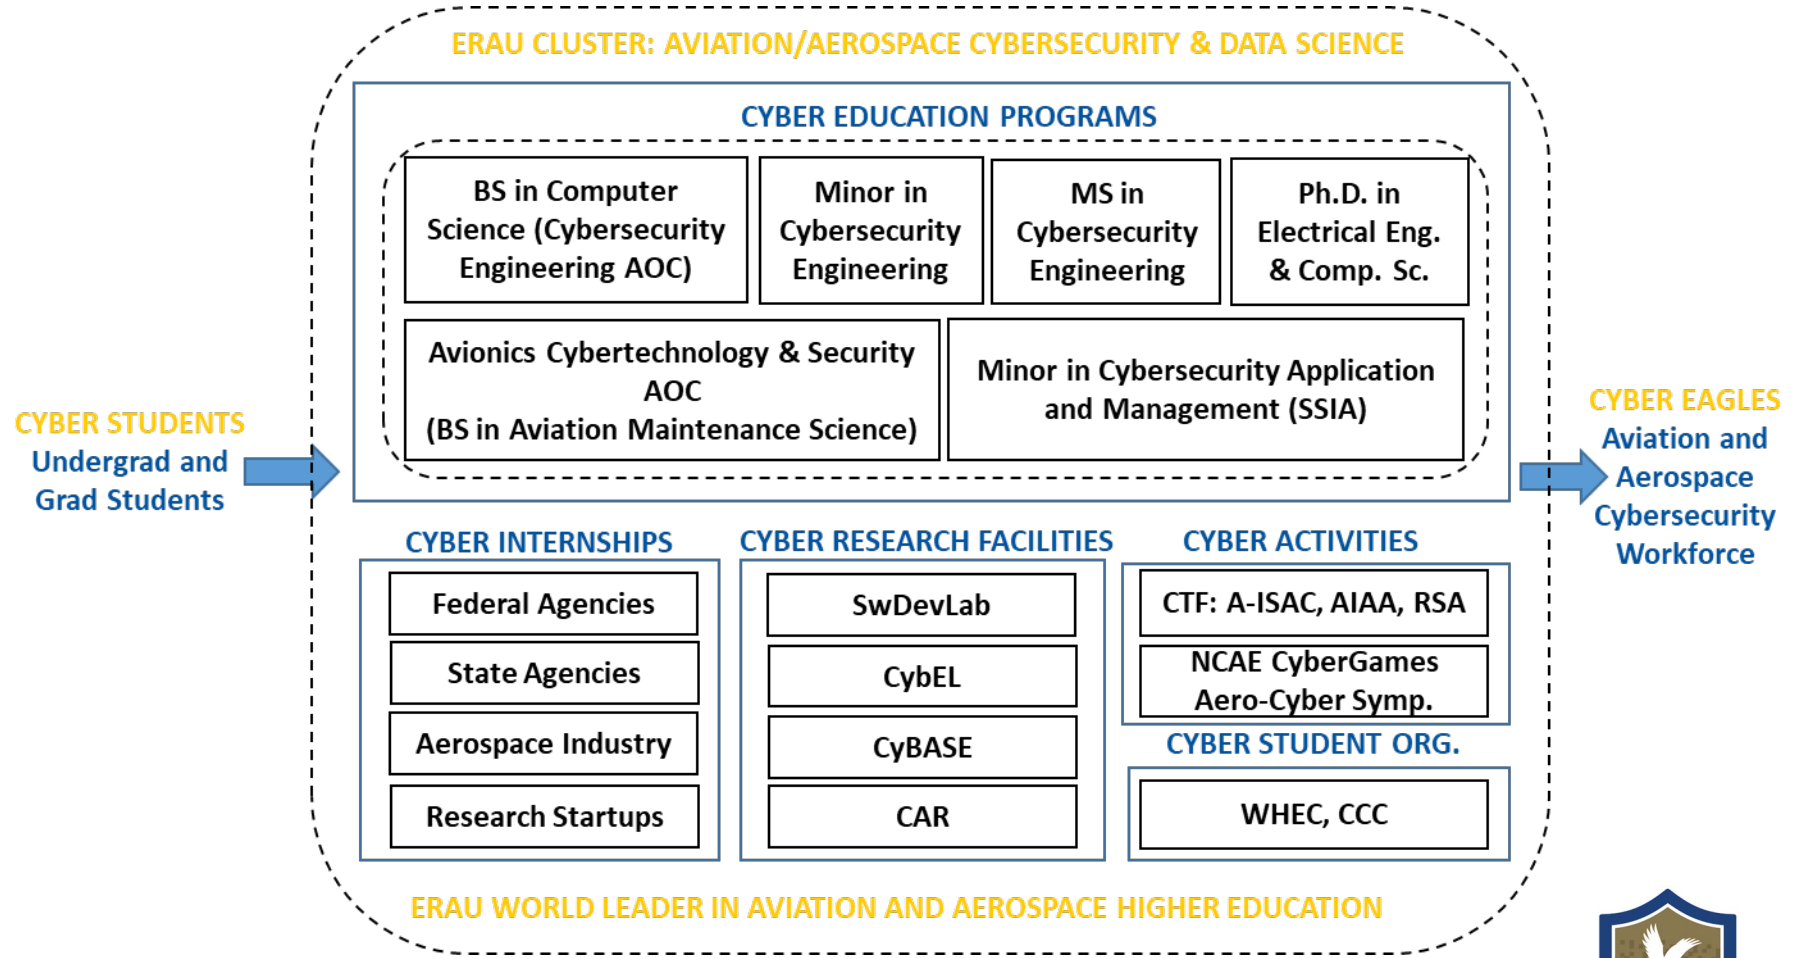 ERAU CLUSTER: AVIATION/AEROSPACE CYBERSECURITY & DATA SCIENCE
CYBER EDUCATION PROGRAMS
BS in Computer
Science (Cybersecurity
Engineering AOC)
Minor in
Cybersecurity
Engineering
MS in
Cybersecurity
Engineering
Ph.D. in
Electrical Eng.
& Comp. Sc.
Avionics Cybertechnology & Security
AOC
(BS in Aviation Maintenance Science)
Minor in Cybersecurity Application
and Management (SSIA)
CYBER STUDENTS
Undergrad and
Grad Students
CYBER EAGLES
Aviation and
Aerospace
Cybersecurity
Workforce
CYBER INTERNSHIPS
Federal Agencies
State Agencies
Aerospace Industry
Research Startups
CYBER RESEARCH FACILITIES
SwDevLab
CybEL
CyBASE
CAR
CYBER ACTIVITIES
CTF: A-ISAC, AIAA, RSA
NCAE CyberGames
Aero-Cyber Symp.
CYBER STUDENT ORG.
WHEC, CCC
ERAU WORLD LEADER IN AVIATION AND AEROSPACE HIGHER EDUCATION